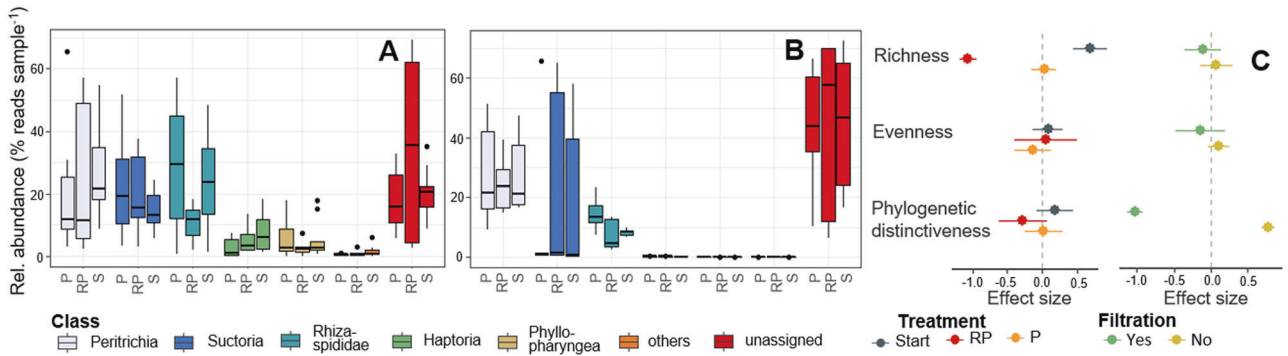 Rel. abundance (% reads sample-1)
60
40
20
0
A
P RP S P RP S P RP S P RP S P RP S P RP S P RP S
60
40
20
0
B
P RP S P RP S P RP S P RP S P RP S P RP S P RP S
C
Richness
Evenness
Phylogenetic
distinctiveness
-1.0 -0.5 0.0 0.5
Effect size
-1.0 -0.5 0.0 0.5
Effect size
Class
Peritrichia
Suctoria
Rhiza-
spididae
Haptoria
Phyllo-
pharyngea
others
unassigned
Treatment
Start RP P
Filtration
Yes No